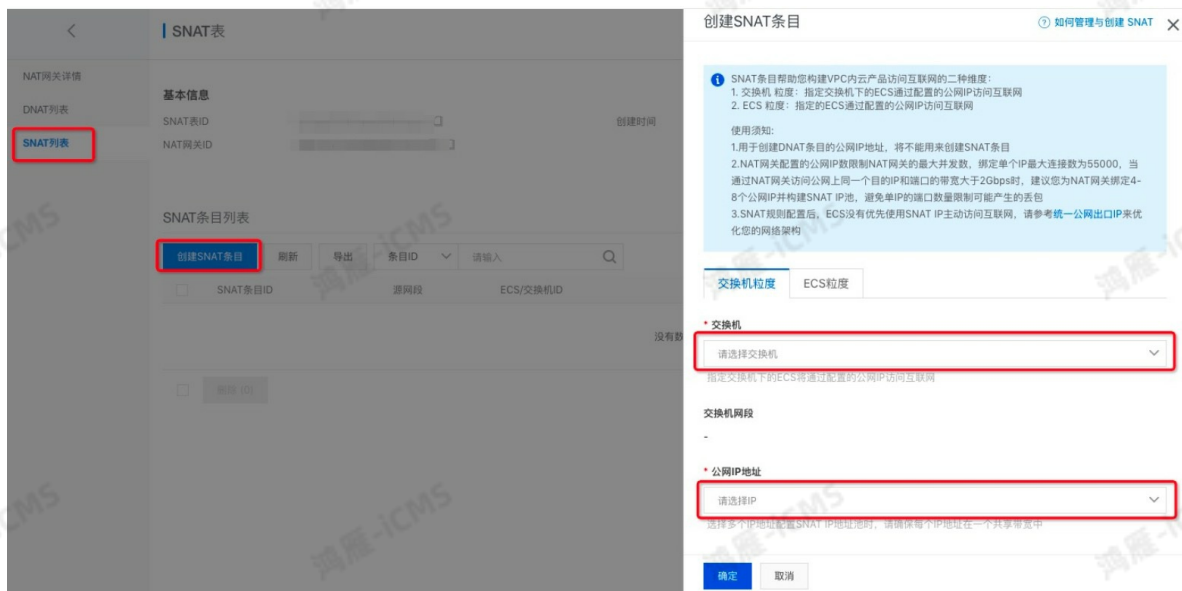 SNAT表
NAT网关详情
DNAT列表
SNAT列表
基本信息
SNAT表ID
创建时间
NAT网关ID
SNAT条目列表
创建SNAT条目 刷新 导出 条目ID 请输入
SNAT条目ID 源网段 ECS/交换机ID
没有数
删除 (0)
创建SNAT条目
如何管理与创建 SNAT
SNAT条目帮助您构建VPC内云产品访问互联网的二种维度：
1. 交换机 粒度：指定交换机下的ECS通过配置的公网IP访问互联网
2. ECS 粒度：指定的ECS通过配置的公网IP访问互联网
使用须知:
1.用于创建DNAT条目的公网IP地址，将不能用来创建SNAT条目
2.NAT网关配置的公网IP数限制NAT网关的最大并发数，绑定单个IP最大连接数为55000，当
通过NAT网关访问公网上同一个目的IP和端口的带宽大于2Gbps时，建议您为NAT网关绑定4-
8个公网IP并构建SNAT IP池，避免单IP的端口数量限制可能产生的丢包
3.SNAT规则配置后，ECS没有优先使用SNAT IP主动访问互联网，请参考统一公网出口IP来优
化您的网络架构
交换机粒度 ECS粒度
* 交换机
请选择交换机
指定交换机下的ECS将通过配置的公网IP访问互联网
交换机网段
-
* 公网IP地址
请选择IP
选择多个IP地址配置SNAT IP地址池时，请确保每个IP地址在一个共享带宽中
确定 取消
鸿雁-iCMS